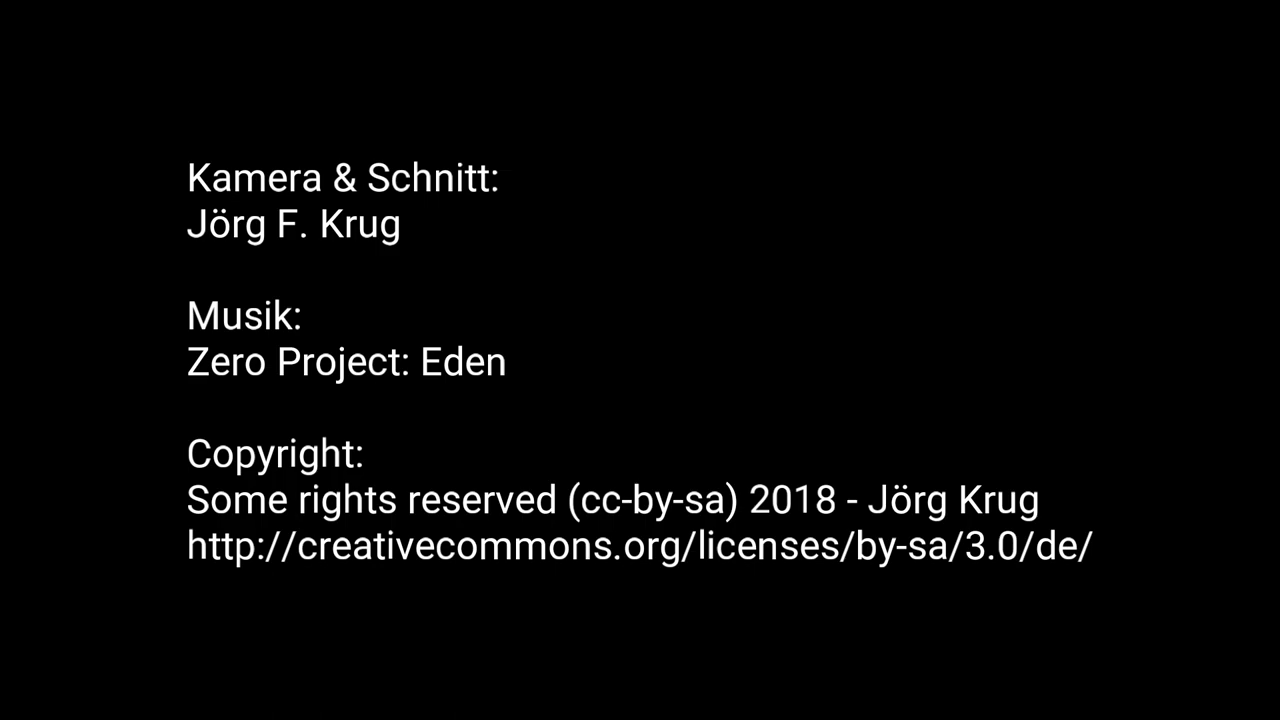 Kamera & Schnitt:
Jörg F. Krug
Musik:
Zero Project: Eden
Copyright:
Some rights reserved (cc-by-sa) 2018 - Jörg Krug
http://creativecommons.org/licenses/by-sa/3.0/de/